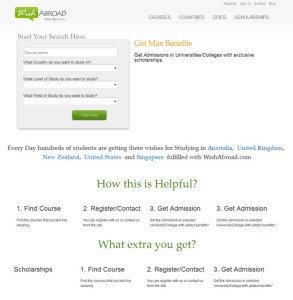 Register Sign in Contact Blog
Wish ABROAD
COURSES COUNTRIES CITIES SCHOLARSHIPS
Start Your Search Here
Course name
What Country do you want to study in?
What Level of Study do you want to study?
What Field of Study do you want to study?
Get Max Benefits
Get Admissions in Universities/Colleges with exclusive
scholarships
Every Day hundreds of students are getting there wishes for Studying in Australia, United Kingdom,
New Zealand, United States and Singapore fullfilled with WishAbroad.com
How this is Helpful?
1. Find Course 2. Register/Contact 3. Get Admission 3. Get Admission
Find the courses that you feel like You can register with us or contact us Get the Admission in selected Get the Admission in selected
studying from the site University/College with added benefits* University/College with added benefits*
What extra you get?
Scholarships 1. Find Course 2. Register/Contact 3. Get Admission
Find the courses that you feel like You can register with us or contact us Get the Admission in selected
studying from the site University/College with added benefits*